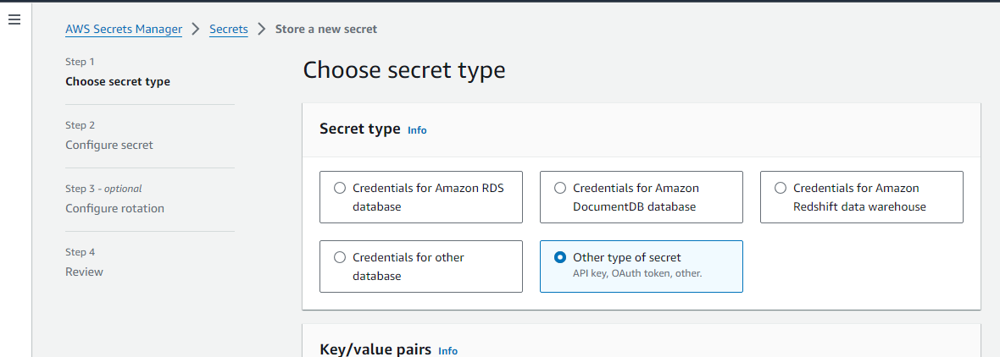 AWS Secrets Manager > Secrets > Store a new secret
Step 1
Choose secret type
Step 2
Configure secret
Step 3 - optional
Configure rotation
Step 4
Review
Choose secret type
Secret type Info
Credentials for Amazon RDS
database
Credentials for Amazon
DocumentDB database
Credentials for Amazon
Redshift data warehouse
Credentials for other
database
Other type of secret
API key, OAuth token, other.
Key/value pairs Info